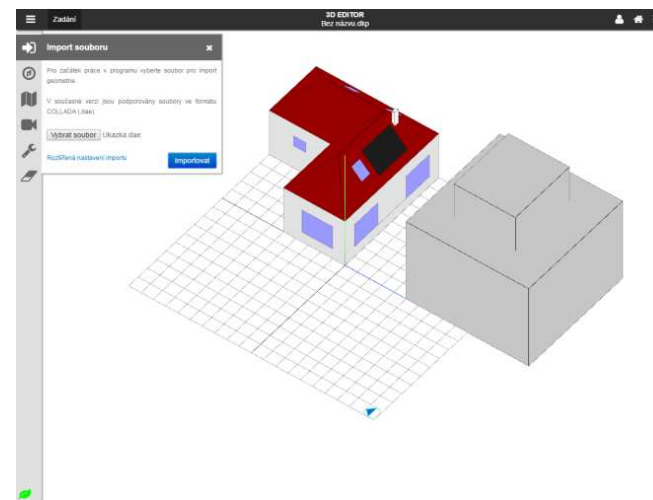 Zadání
3D EDITOR
Bez názvu.dkp
Import souboru
Pro začátek práce v programu vyberte soubor pro import
geometrie.
V současné verzi jsou podporovány soubory ve formátu
COLLADA (.dae).
Vybrat soubor Ukazka.dae
Rozšířená nastavení importu
Importovat